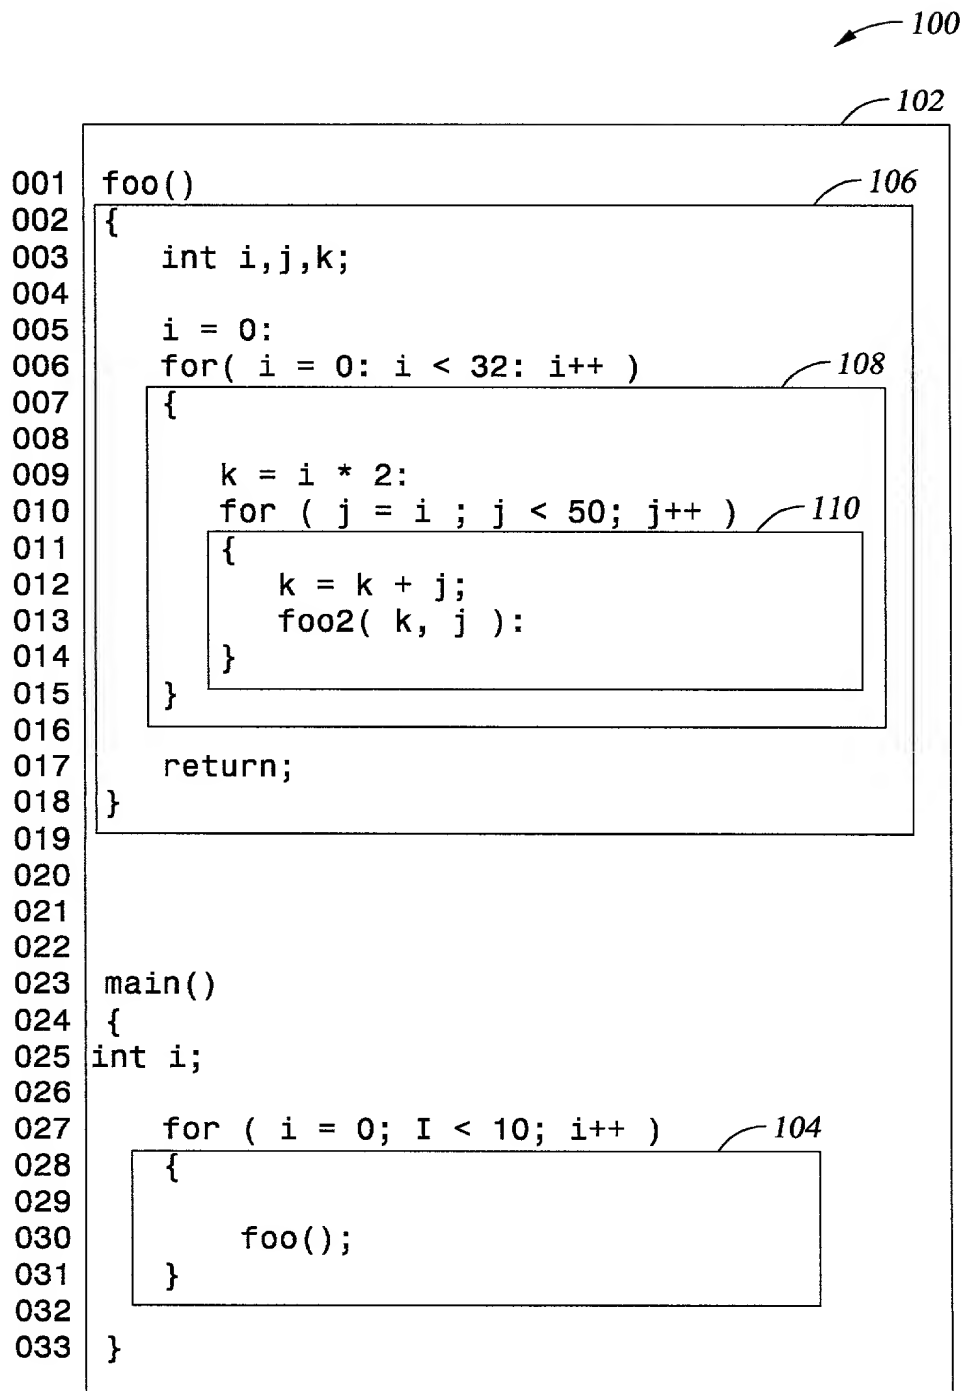 100
102
001 foo() 106
002 {
003 int i,j,k;
004
005 i = 0:
006 for( i = 0: i < 32: i++ ) 108
007 {
008
009 k = i * 2:
010 for ( j = i ; j < 50; j++ ) 110
011 {
012 k = k + j;
013 foo2( k, j ):
014 }
015 }
016
017 return;
018 }
019
020
021
022
023 main()
024 {
025 int i;
026
027 for ( i = 0; I < 10; i++ ) 104
028 {
029
030 foo();
031 }
032
033 }